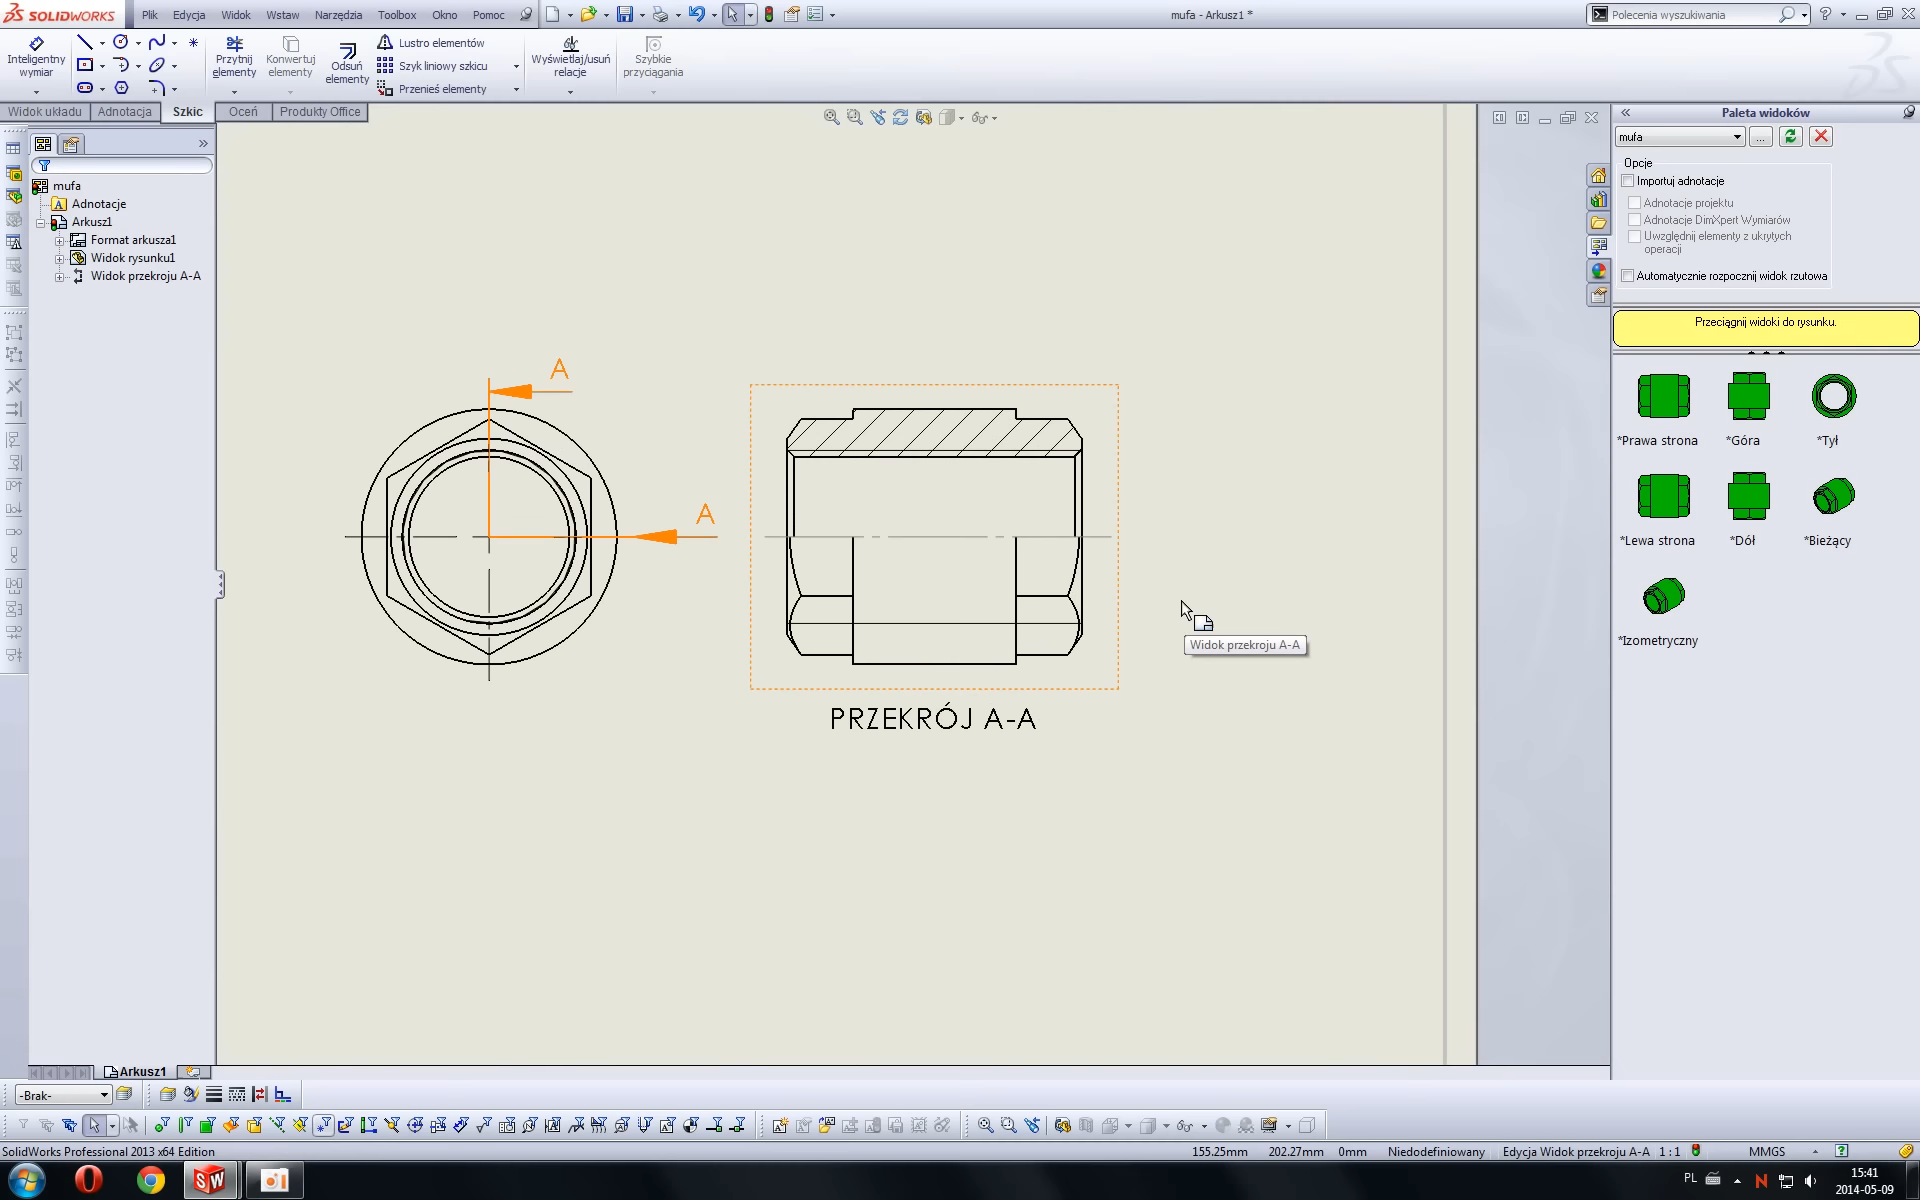 SOLIDWORKS
Plik Edycja Widok Wstaw Narzędzia Toolbox Okno Pomoc
mufa - Arkusz1 *
Polecenia wyszukiwania
Inteligentny wymiar
Przytnij elementy
Konwertuj elementy
Odsuń elementy
Lustro elementów
Szyk liniowy szkicu
Przenieś elementy
Wyświetlaj/usuń relacje
Szybkie przyciągania
Widok układu Adnotacja Szkic Oceń Produkty Office
mufa
Adnotacje
Arkusz1
Format arkusza1
Widok rysunku1
Widok przekroju A-A
A
A
PRZEKRÓJ A-A
Widok przekroju A-A
Paleta widoków
mufa
...
Opcje
Importuj adnotacje
Adnotacje projektu
Adnotacje DimXpert Wymiarów
Uwzględnij elementy z ukrytych
operacji
Automatycznie rozpocznij widok rzutowa
Przeciągnij widoki do rysunku.
*Prawa strona *Góra *Tył
*Lewa strona *Dół *Bieżący
*Izometryczny
Arkusz1
-Brak-
SolidWorks Professional 2013 x64 Edition
155.25mm 202.27mm 0mm Niedodefiniowany Edycja Widok przekroju A-A 1 : 1 MMGS
PL
15:41
2014-05-09